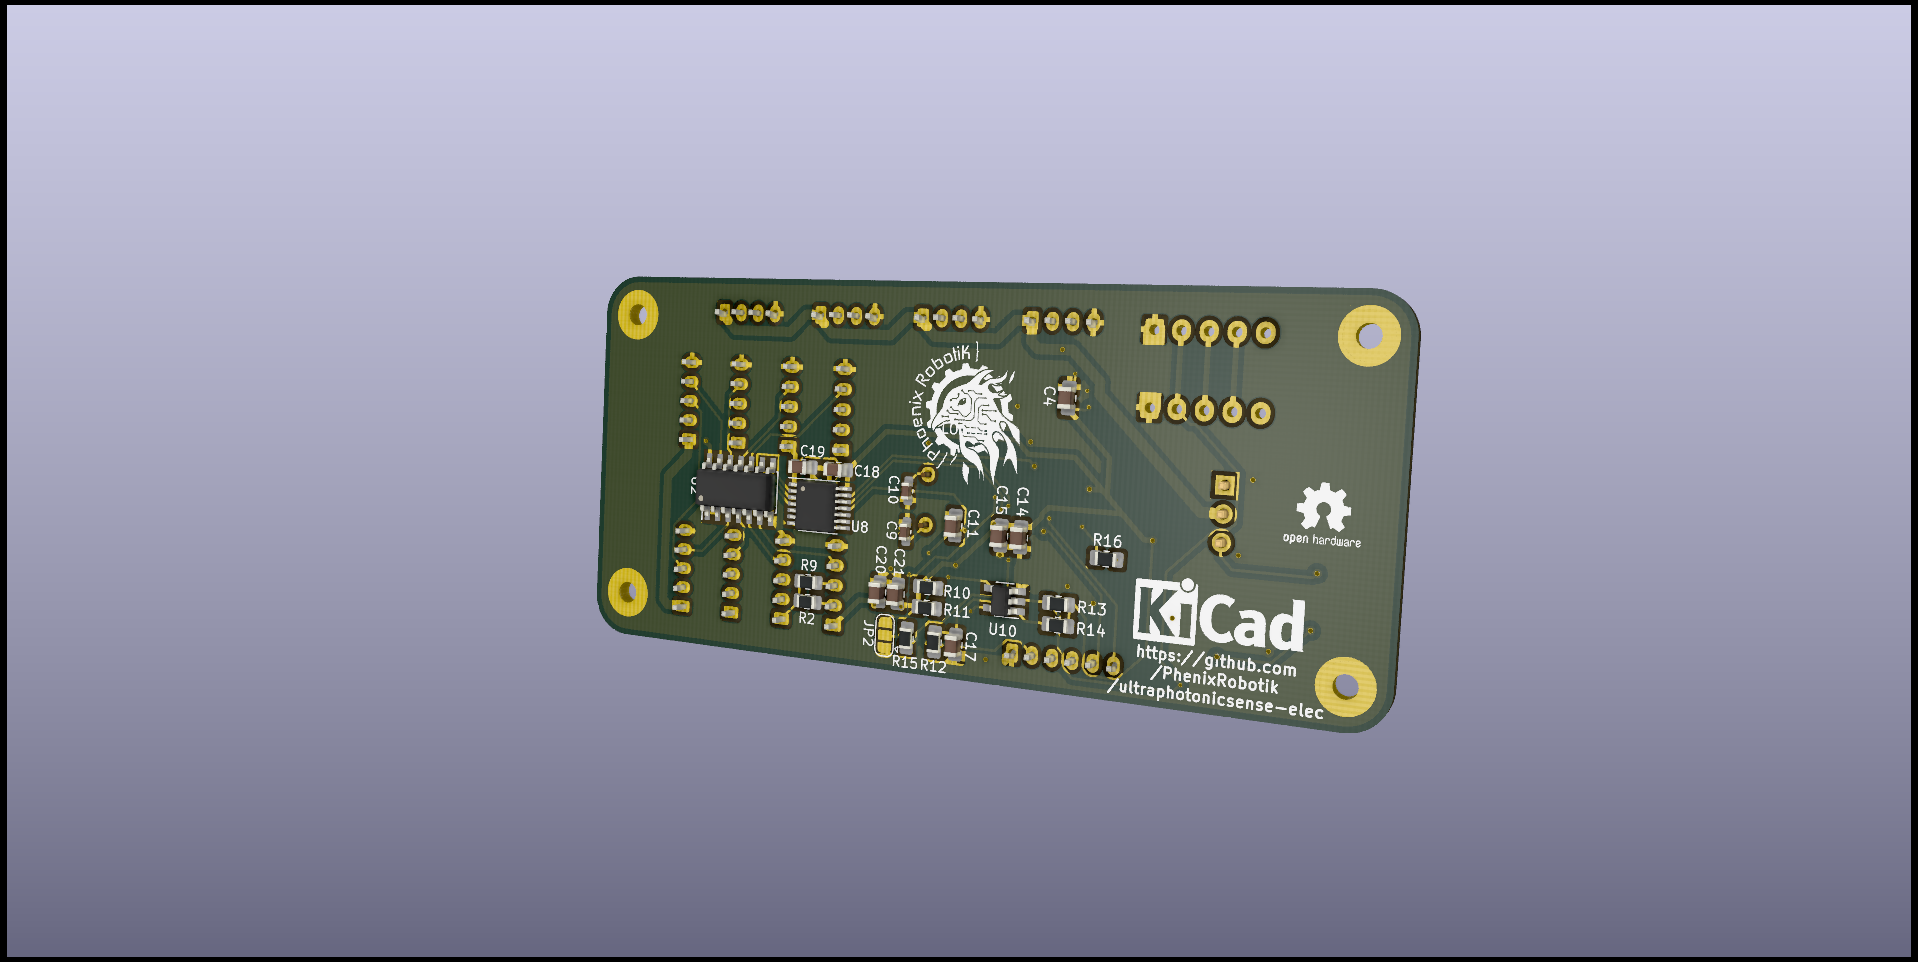 Phoenix Robotik
C4
C19
C18
C10
C15
C14
U8
C9
C11
R16
open hardware
C20
C21
R9
R10
R11
R2
U10
R13
R14
JP2
R15
R12
C17
KiCad
https://github.com
/PhenixRobotik
/ultraphotonicsense-elec